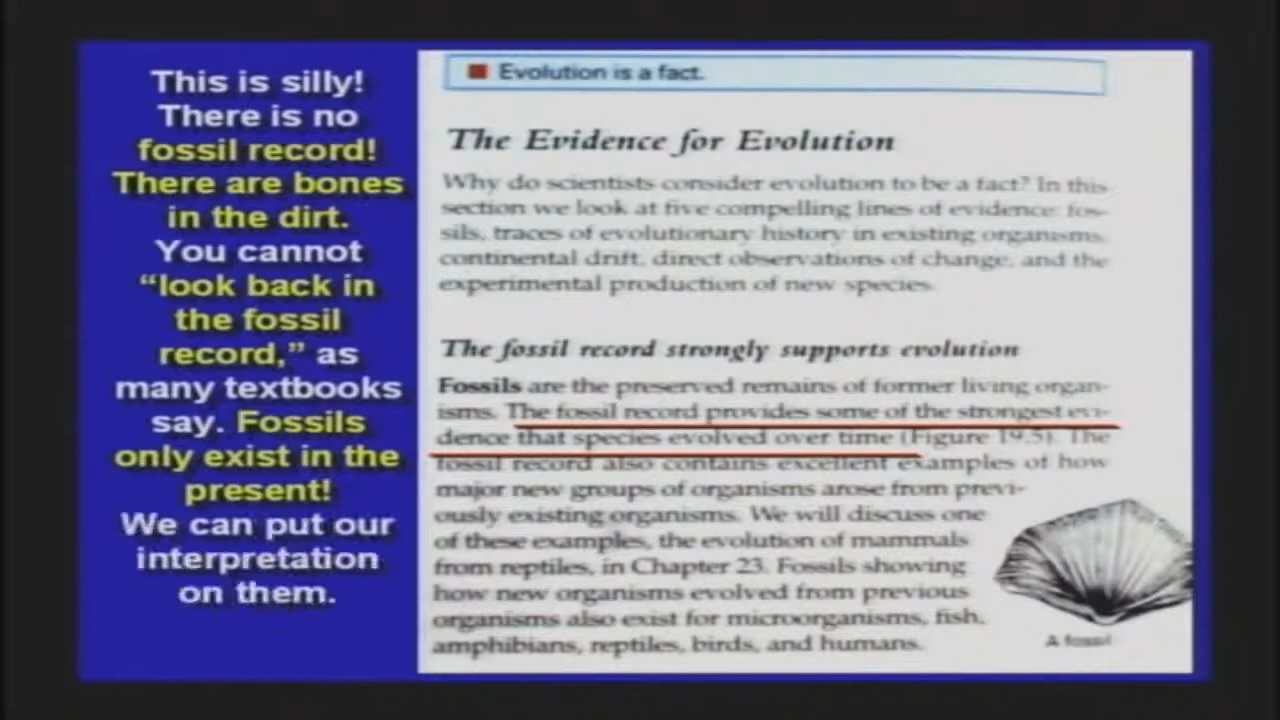 This is silly!
There is no
fossil record!
There are bones
in the dirt.
You cannot
“look back in
the fossil
record,” as
many textbooks
say. Fossils
only exist in the
present!
We can put our
interpretation
on them.
Evolution is a fact.
The Evidence for Evolution
Why do scientists consider evolution to be a fact? In this
section we look at five compelling lines of evidence: fos-
sils, traces of evolutionary history in existing organisms,
continental drift, direct observations of change, and the
experimental production of new species.
The fossil record strongly supports evolution
Fossils are the preserved remains of former living organ-
isms. The fossil record provides some of the strongest evi-
dence that species evolved over time (Figure 19.5). The
fossil record also contains excellent examples of how
major new groups of organisms arose from previ-
ously existing organisms. We will discuss one
of these examples, the evolution of mammals
from reptiles, in Chapter 23. Fossils showing
how new organisms evolved from previous
organisms also exist for microorganisms, fish,
amphibians, reptiles, birds, and humans.
A fossil